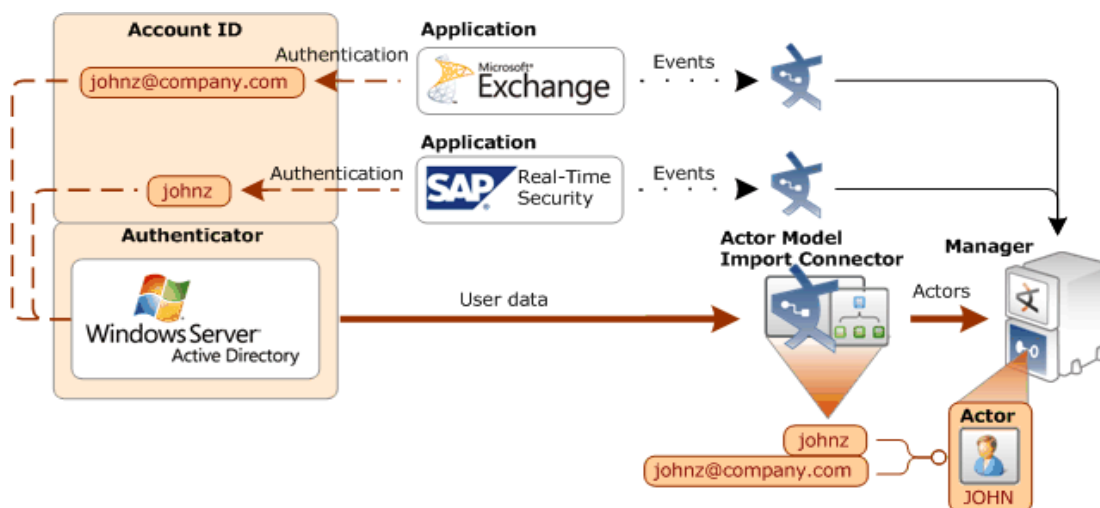 Account ID
johnz@company.com
Authentication
Application
Microsoft®
Exchange
Events
johnz
Authentication
Application
SAP
Real-Time
Security
Events
Authenticator
Windows Server
Active Directory
User data
Actor Model
Import Connector
Actors
Manager
johnz
johnz@company.com
Actor
JOHN